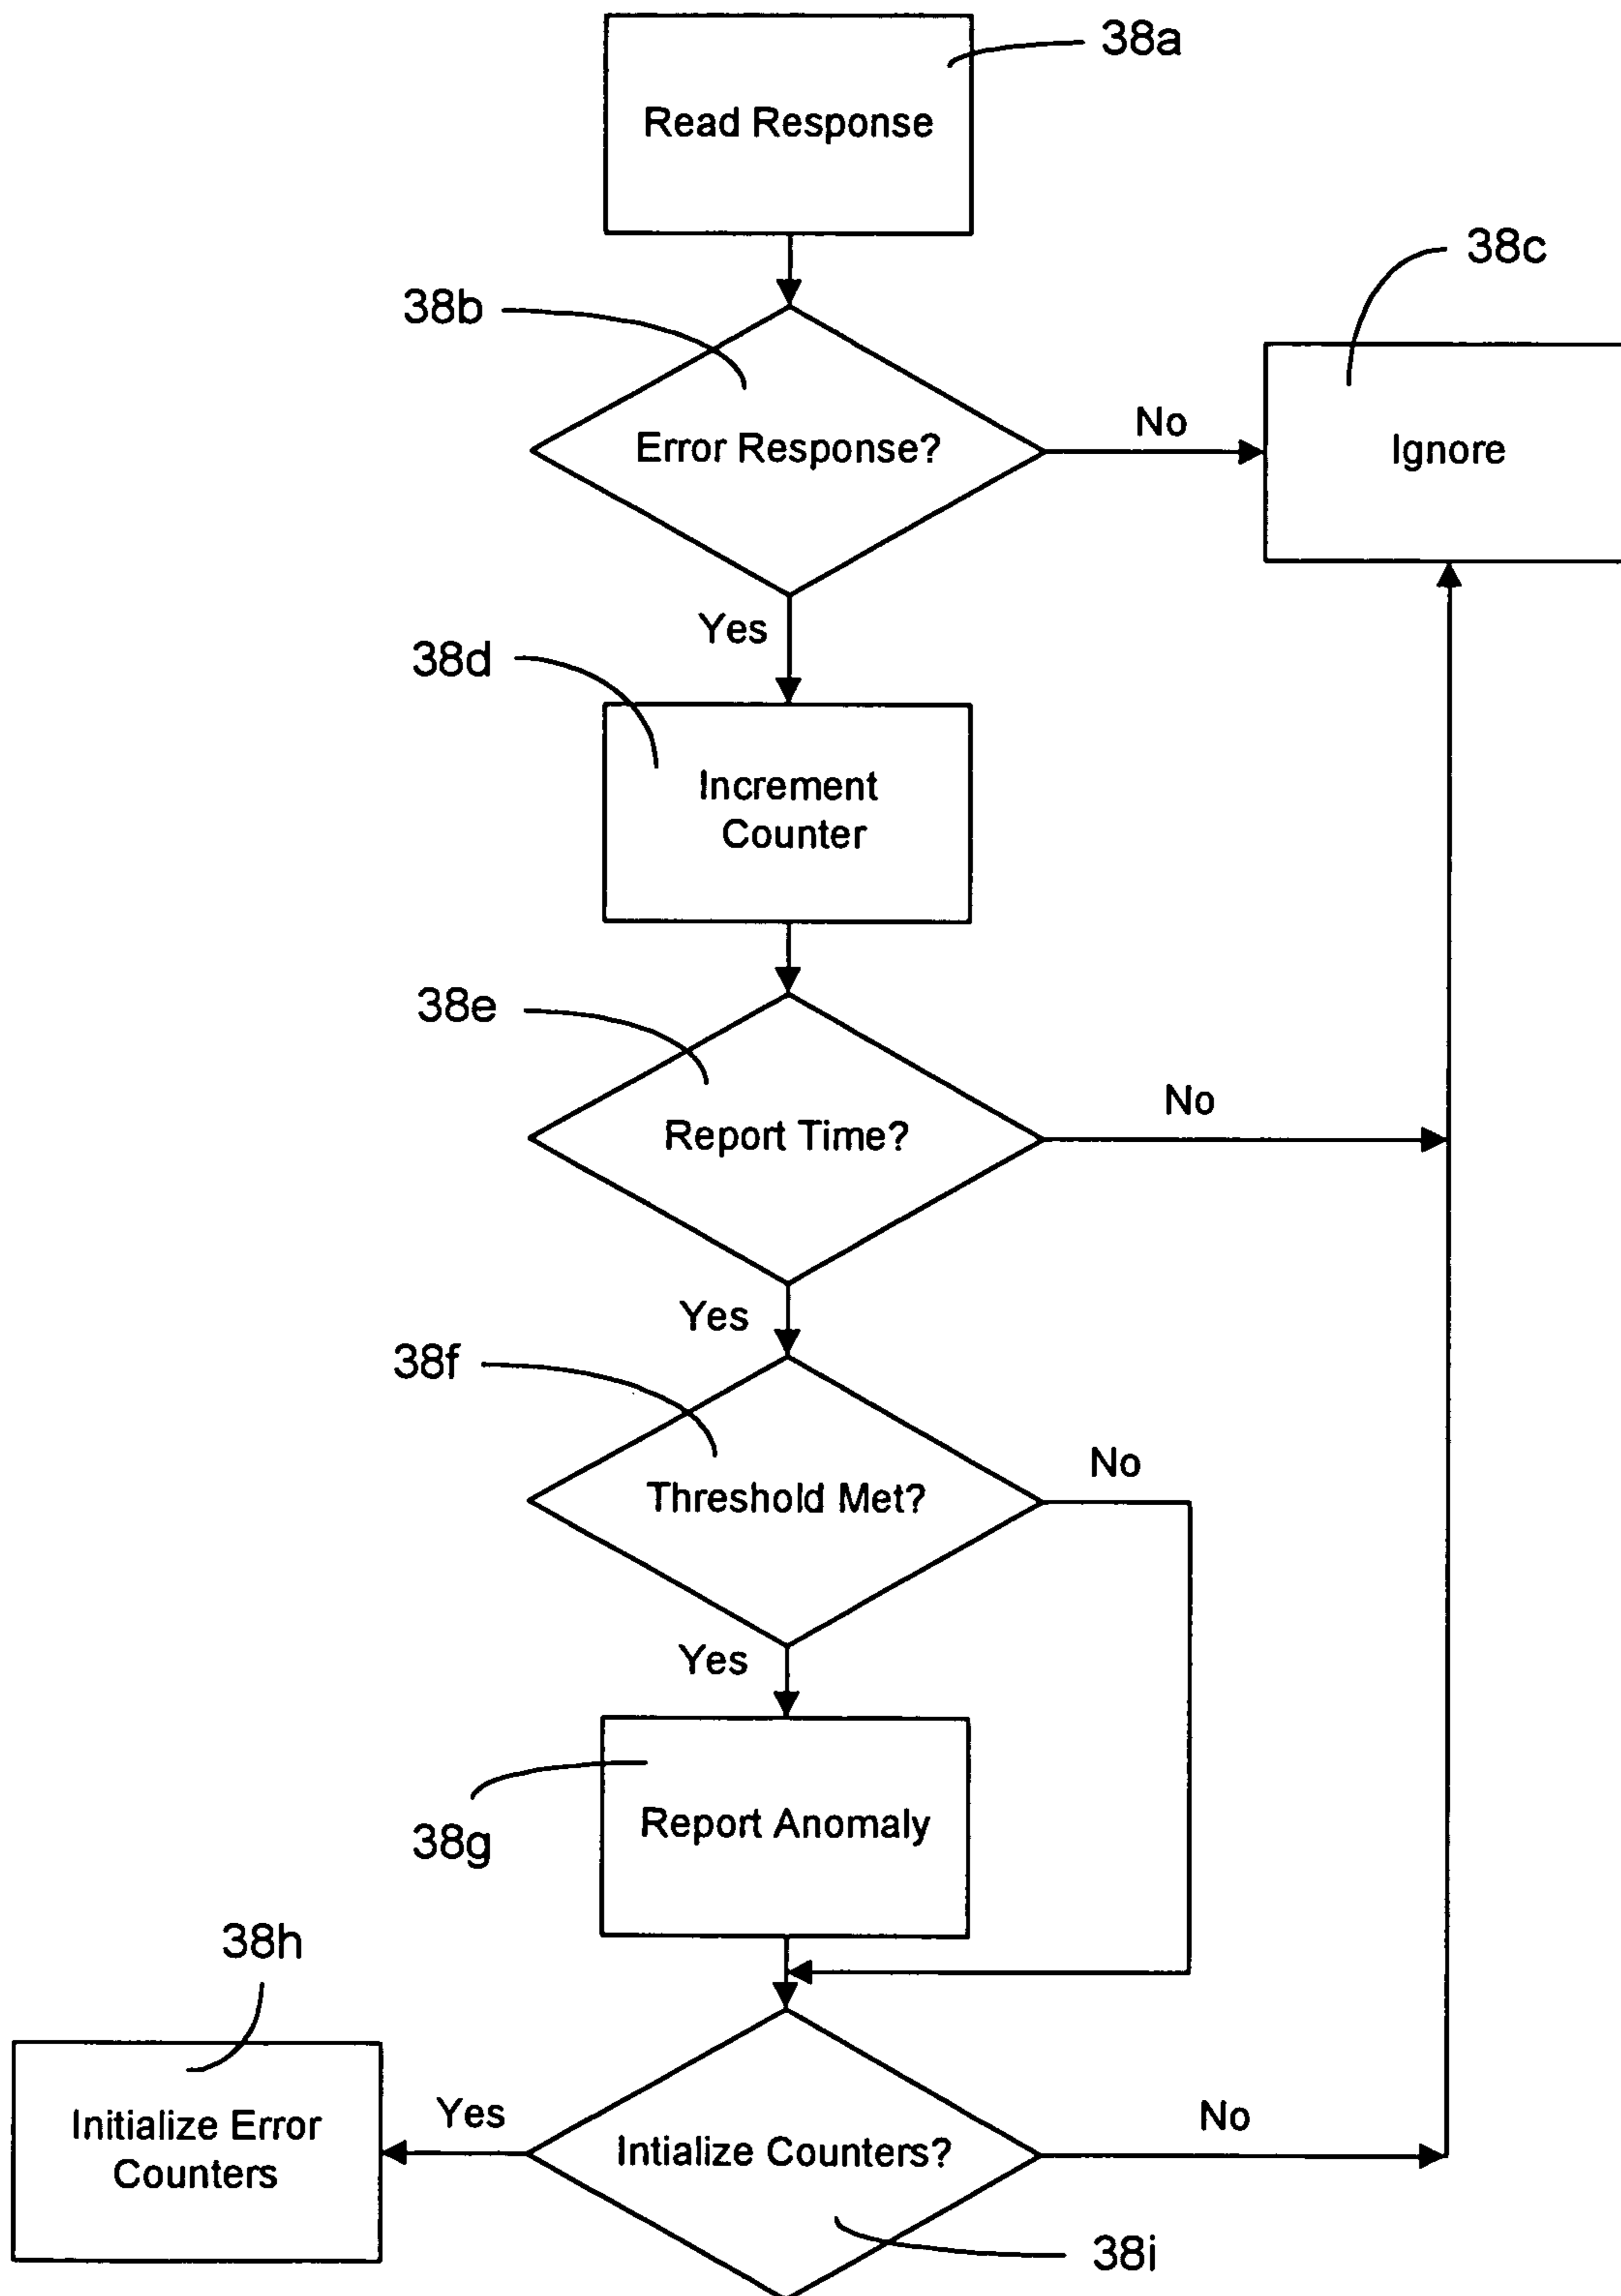 38a
Read Response
38c
38b
No
Error Response?
Ignore
Yes
38d
Increment
Counter
38e
No
Report Time?
Yes
38f
No
Threshold Met?
Yes
Report Anomaly
38g
38h
Yes
No
Initialize Error
Counters
Intialize Counters?
38i